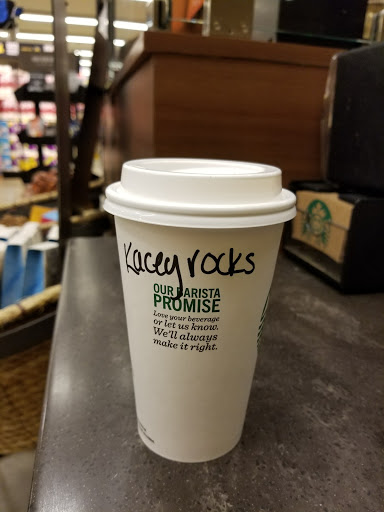 Kacey rocks
OUR BARISTA
PROMISE
Love your beverage
or let us know.
We'll always
make it right.